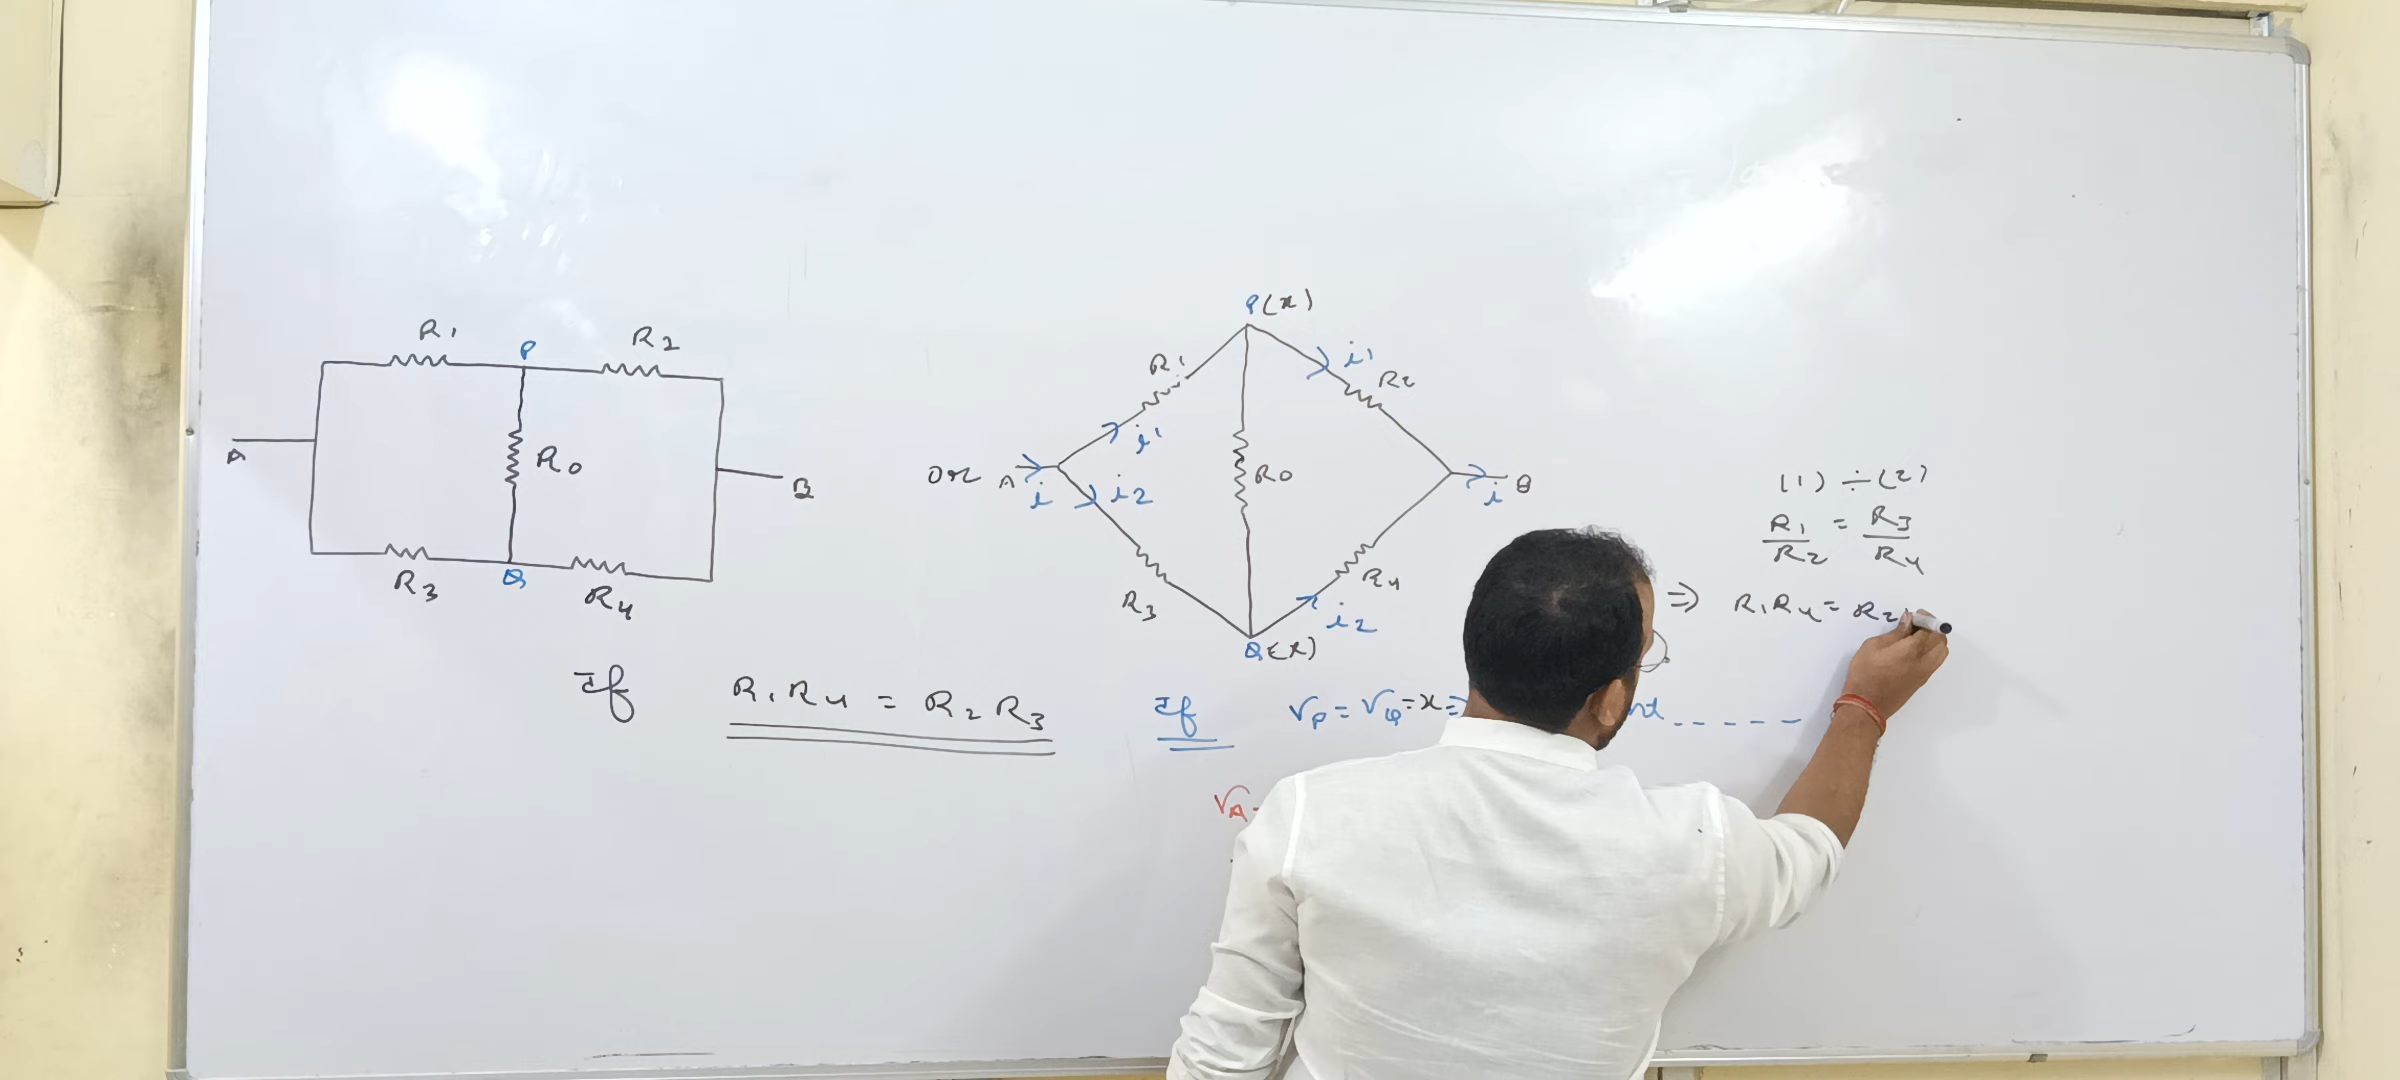 R1 P R2
A R0 B
R3 Q R4
If R1R4 = R2R3
P(x)
R1 i1 R2
i1
or A i i2 R0 i B
R3 i2 R4
Q(x)
If VP = VQ = x ⇒
VA -
(1) ÷ (2)
R1/R2 = R3/R4
⇒ R1R4 = R2